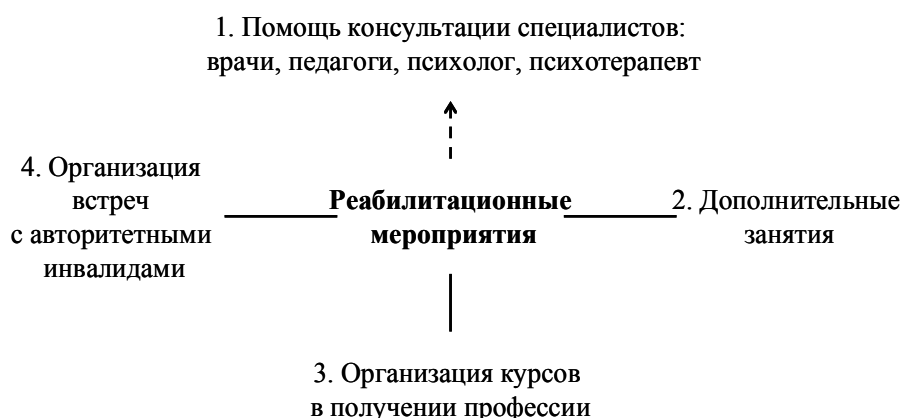 1. Помощь консультации специалистов:
врачи, педагоги, психолог, психотерапевт
4. Организация
встреч
с авторитетными
инвалидами
Реабилитационные
мероприятия
2. Дополнительные
занятия
3. Организация курсов
в получении профессии